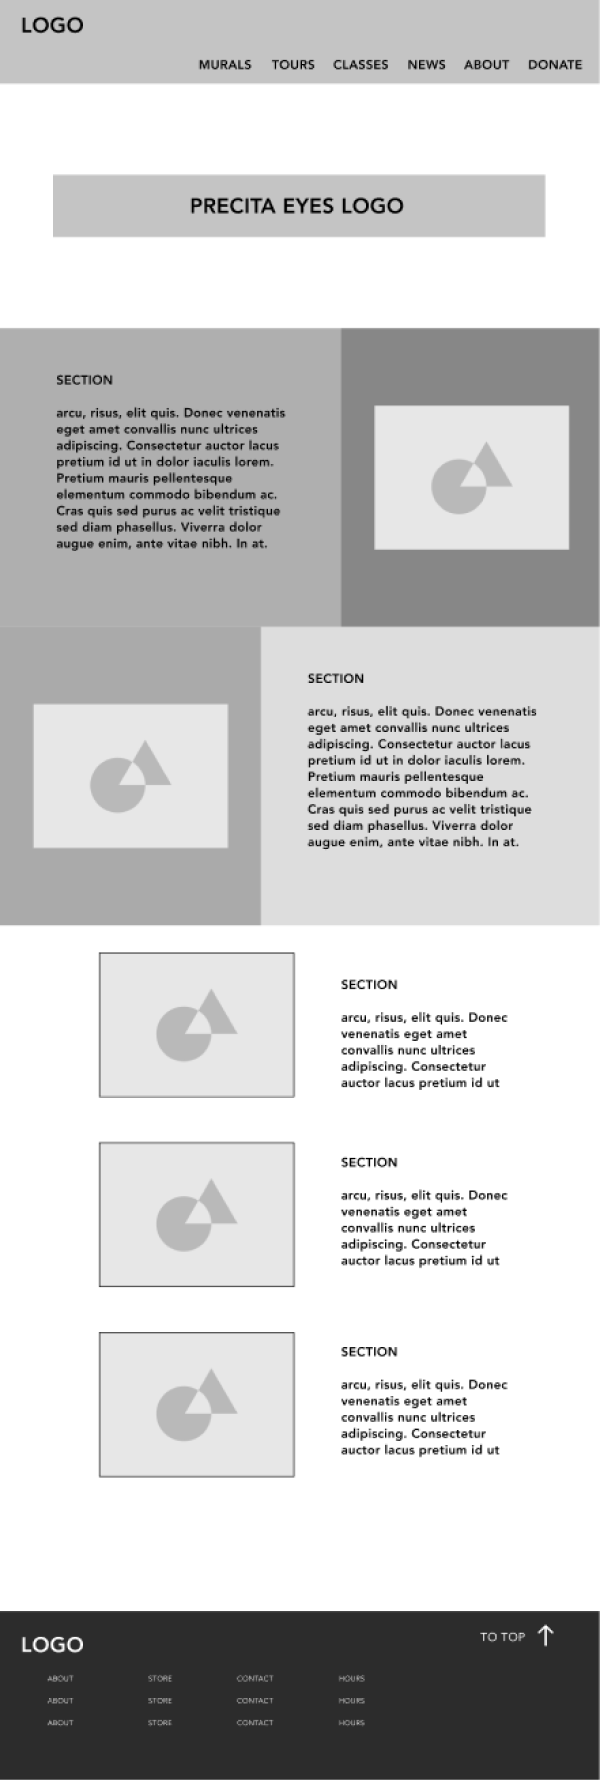 LOGO
MURALS TOURS CLASSES NEWS ABOUT DONATE
PRECITA EYES LOGO
SECTION
arcu, risus, elit quis. Donec venenatis
eget amet convallis nunc ultrices
adipiscing. Consectetur auctor lacus
pretium id ut in dolor iaculis lorem.
Pretium mauris pellentesque
elementum commodo bibendum ac.
Cras quis sed purus ac velit tristique
sed diam phasellus. Viverra dolor
augue enim, ante vitae nibh. In at.
SECTION
arcu, risus, elit quis. Donec venenatis
eget amet convallis nunc ultrices
adipiscing. Consectetur auctor lacus
pretium id ut in dolor iaculis lorem.
Pretium mauris pellentesque
elementum commodo bibendum ac.
Cras quis sed purus ac velit tristique
sed diam phasellus. Viverra dolor
augue enim, ante vitae nibh. In at.
SECTION
arcu, risus, elit quis. Donec
venenatis eget amet
convallis nunc ultrices
adipiscing. Consectetur
auctor lacus pretium id ut
SECTION
arcu, risus, elit quis. Donec
venenatis eget amet
convallis nunc ultrices
adipiscing. Consectetur
auctor lacus pretium id ut
SECTION
arcu, risus, elit quis. Donec
venenatis eget amet
convallis nunc ultrices
adipiscing. Consectetur
auctor lacus pretium id ut
TO TOP
LOGO
ABOUT STORE CONTACT HOURS
ABOUT STORE CONTACT HOURS
ABOUT STORE CONTACT HOURS